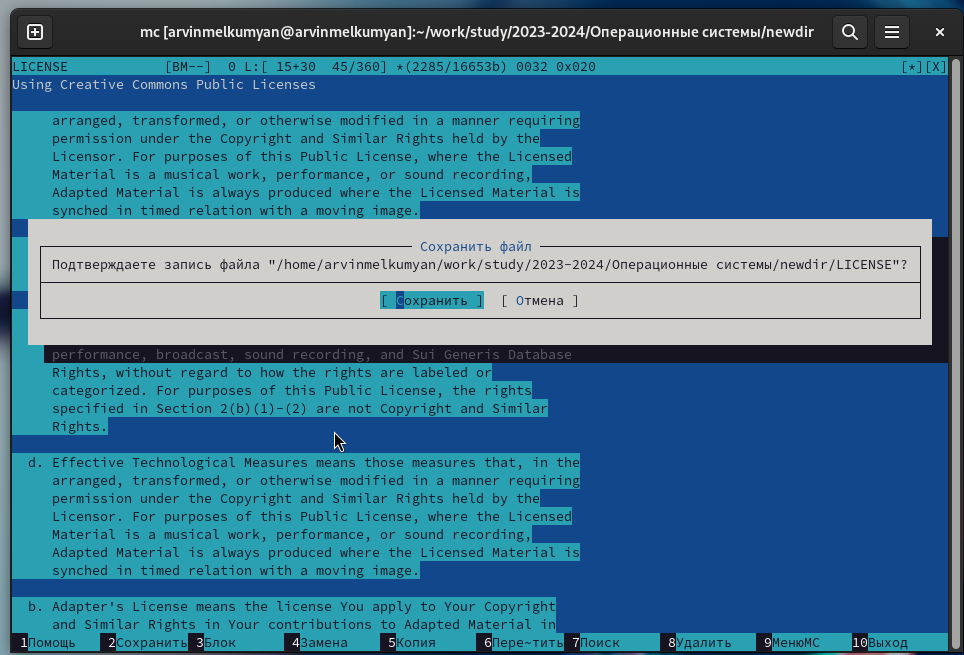 mc [arvinmelkumyan@arvinmelkumyan]:~/work/study/2023-2024/Операционные системы/newdir
LICENSE [BM--] 0 L:[ 15+30 45/360] *(2285/16653b) 0032 0x020 [*][X]
Using Creative Commons Public Licenses
arranged, transformed, or otherwise modified in a manner requiring
permission under the Copyright and Similar Rights held by the
Licensor. For purposes of this Public License, where the Licensed
Material is a musical work, performance, or sound recording,
Adapted Material is always produced where the Licensed Material is
synched in timed relation with a moving image.
Сохранить файл
Подтверждаете запись файла "/home/arvinmelkumyan/work/study/2023-2024/Операционные системы/newdir/LICENSE"?
[ Сохранить ] [ Отмена ]
performance, broadcast, sound recording, and Sui Generis Database
Rights, without regard to how the rights are labeled or
categorized. For purposes of this Public License, the rights
specified in Section 2(b)(1)-(2) are not Copyright and Similar
Rights.
d. Effective Technological Measures means those measures that, in the
arranged, transformed, or otherwise modified in a manner requiring
permission under the Copyright and Similar Rights held by the
Licensor. For purposes of this Public License, where the Licensed
Material is a musical work, performance, or sound recording,
Adapted Material is always produced where the Licensed Material is
synched in timed relation with a moving image.
b. Adapter's License means the license You apply to Your Copyright
and Similar Rights in Your contributions to Adapted Material in
1Помощь 2Сохранить 3Блок 4Замена 5Копия 6Пере~тить 7Поиск 8Удалить 9МенюМС 10Выход